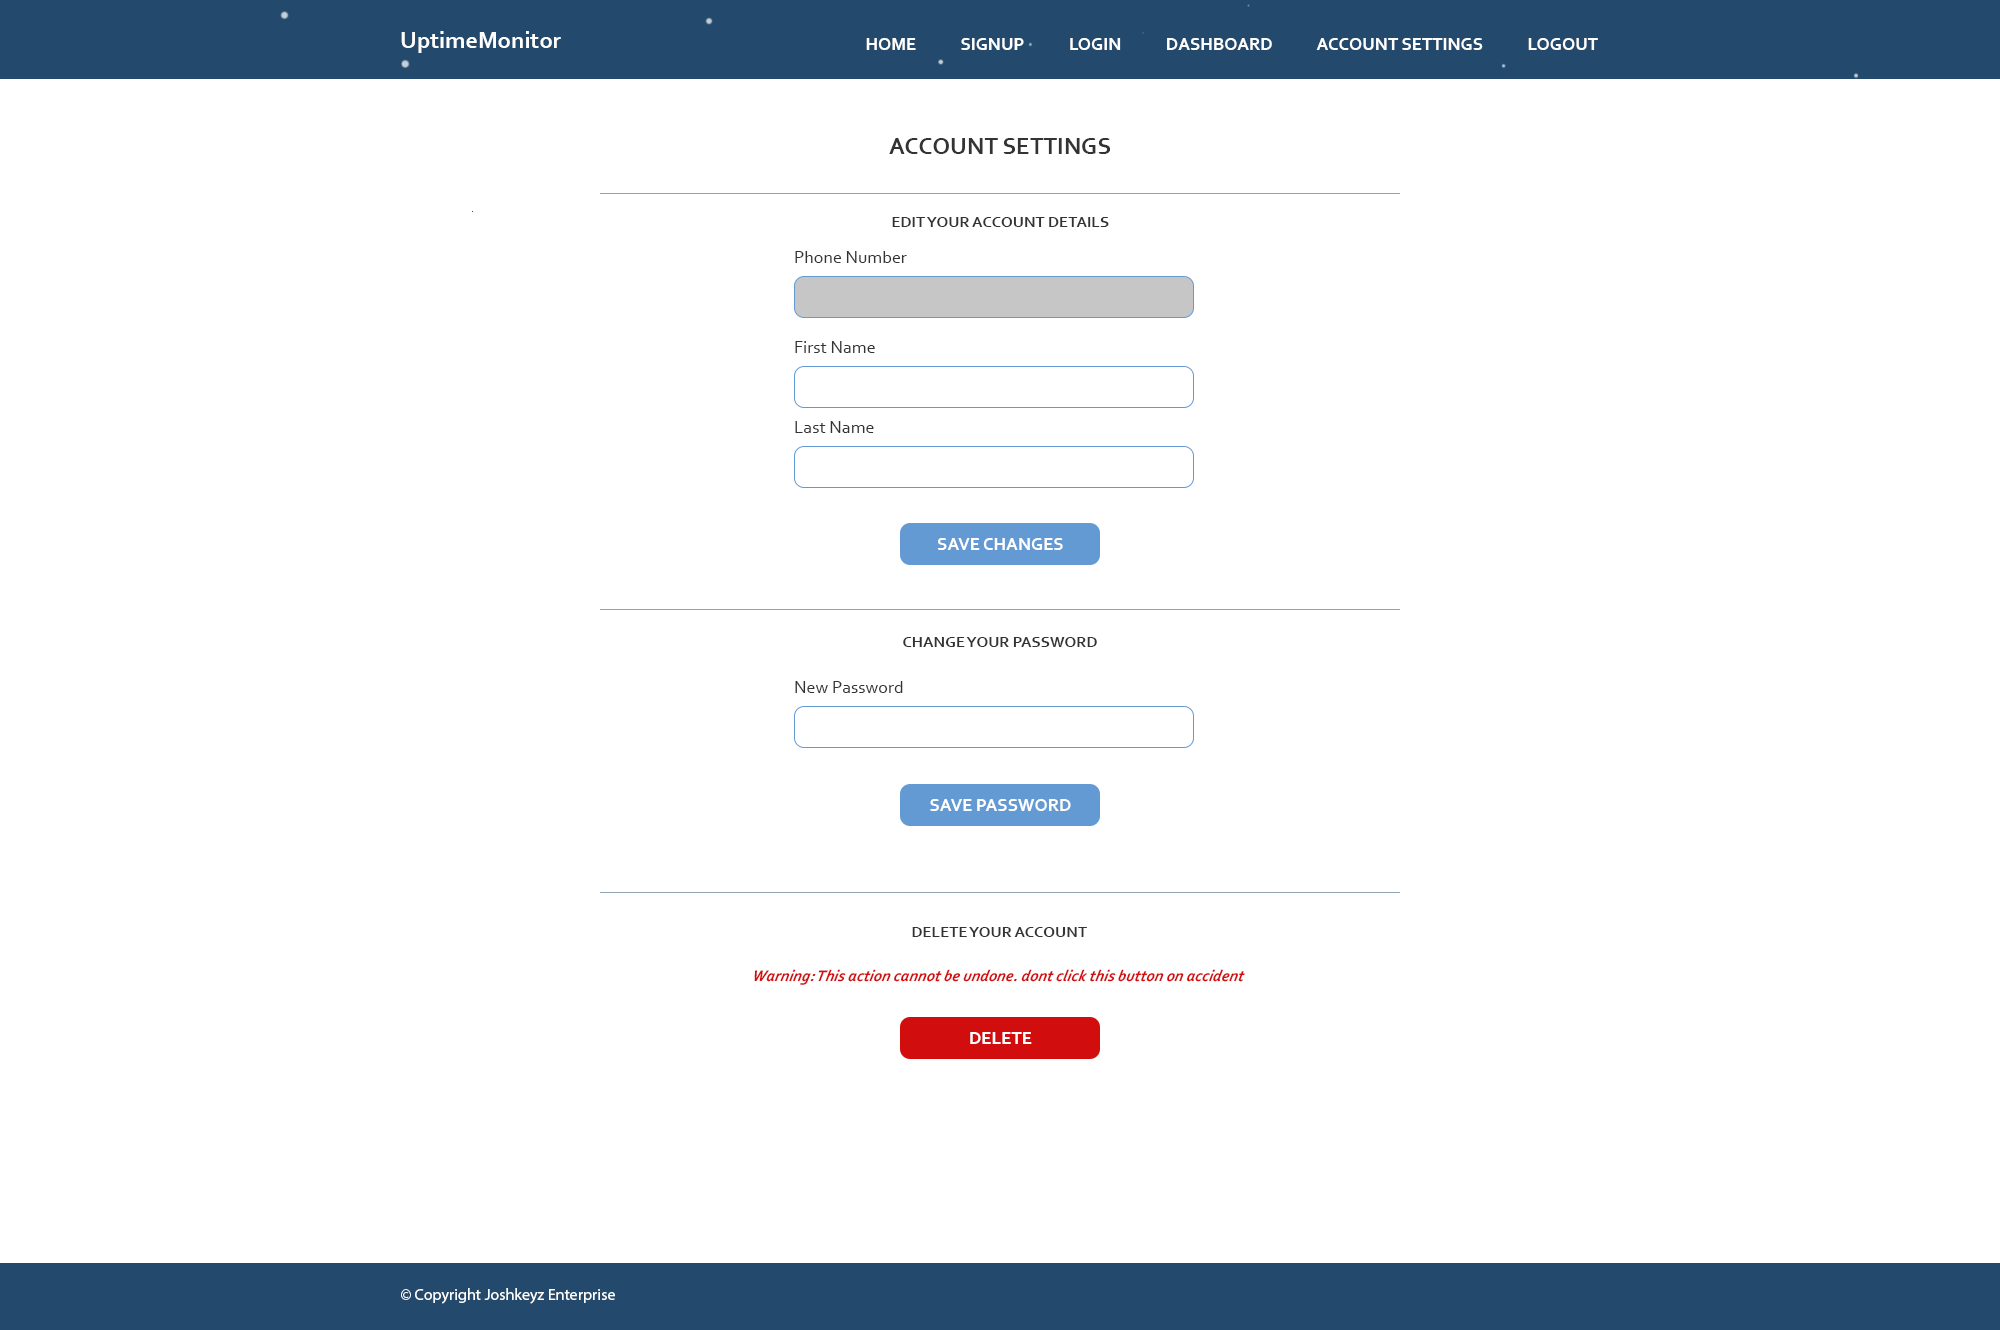 UptimeMonitor
HOME SIGNUP LOGIN DASHBOARD ACCOUNT SETTINGS LOGOUT
ACCOUNT SETTINGS
EDIT YOUR ACCOUNT DETAILS
Phone Number
First Name
Last Name
SAVE CHANGES
CHANGE YOUR PASSWORD
New Password
SAVE PASSWORD
DELETE YOUR ACCOUNT
Warning: This action cannot be undone. dont click this button on accident
DELETE
© Copyright Joshkeyz Enterprise